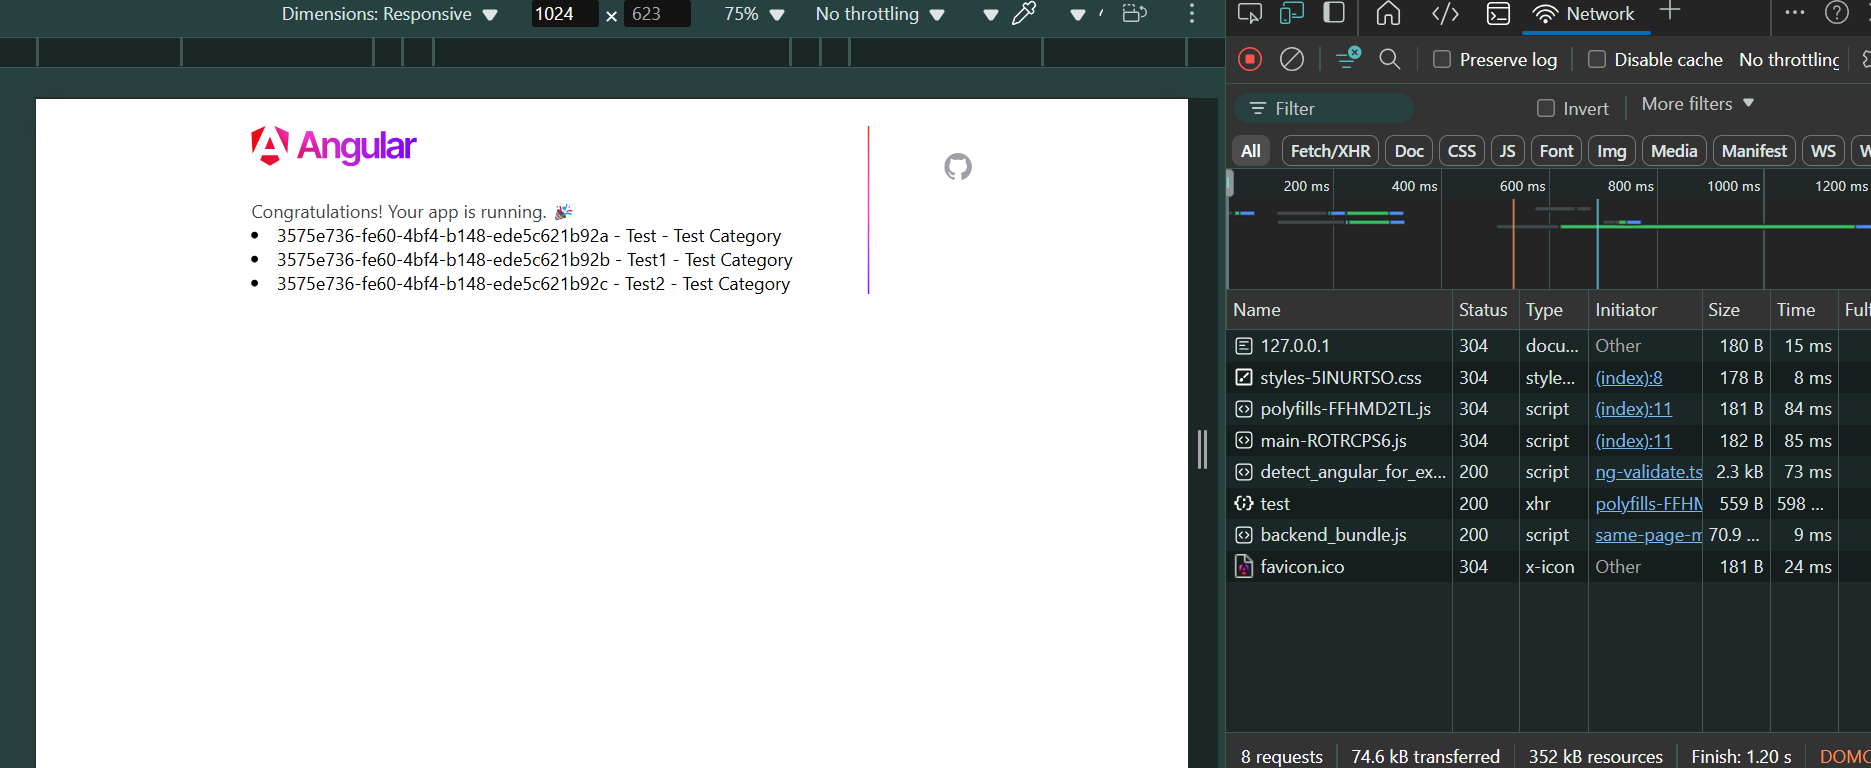 Dimensions: Responsive 1024 × 623 75% No throttling
Angular
Congratulations! Your app is running. 🎉
3575e736-fe60-4bf4-b148-ede5c621b92a - Test - Test Category
3575e736-fe60-4bf4-b148-ede5c621b92b - Test1 - Test Category
3575e736-fe60-4bf4-b148-ede5c621b92c - Test2 - Test Category
Network
Preserve log Disable cache No throttling
Filter Invert More filters
All Fetch/XHR Doc CSS JS Font Img Media Manifest WS W
200 ms 400 ms 600 ms 800 ms 1000 ms 1200 ms
Name Status Type Initiator Size Time Fulf
127.0.0.1 304 docu... Other 180 B 15 ms
styles-5INURTSO.css 304 style... (index):8 178 B 8 ms
polyfills-FFHMD2TL.js 304 script (index):11 181 B 84 ms
main-ROTRCPS6.js 304 script (index):11 182 B 85 ms
detect_angular_for_ex... 200 script ng-validate.ts 2.3 kB 73 ms
test 200 xhr polyfills-FFHM 559 B 598 ...
backend_bundle.js 200 script same-page-m 70.9 ... 9 ms
favicon.ico 304 x-icon Other 181 B 24 ms
8 requests 74.6 kB transferred 352 kB resources Finish: 1.20 s DOMC